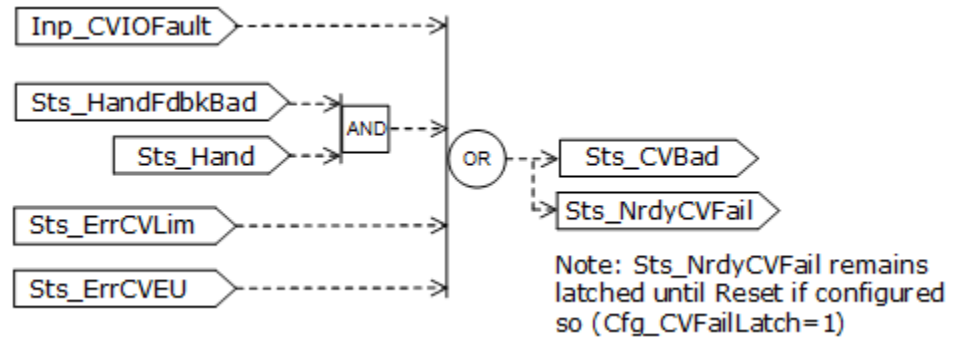 Inp_CVIOFault
Sts_HandFdbkBad
AND
Sts_Hand
OR
Sts_CVBad
Sts_NrdyCVFail
Sts_ErrCVLim
Sts_ErrCVEU
Note: Sts_NrdyCVFail remains
latched until Reset if configured
so (Cfg_CVFailLatch=1)